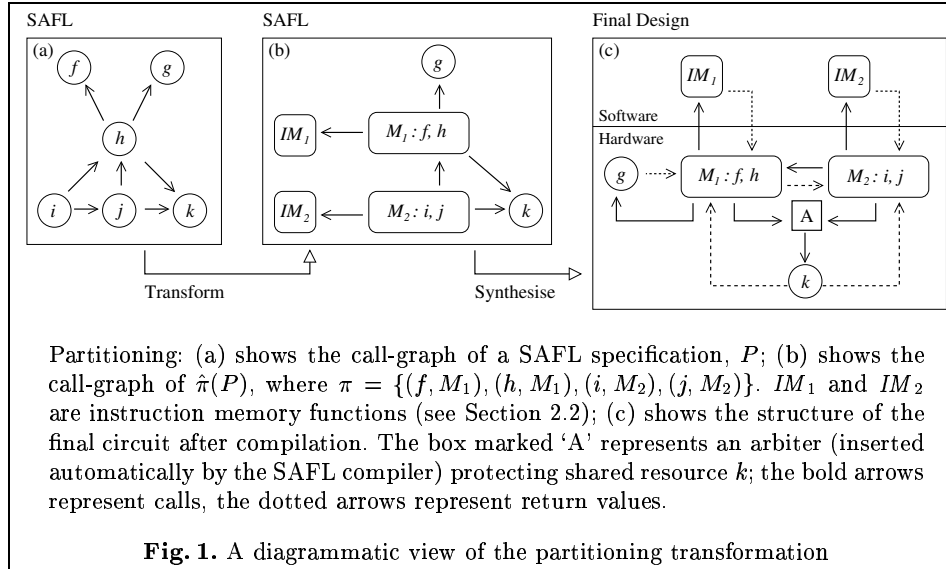 SAFL
SAFL
Final Design
(a)
f
g
h
i
j
k
(b)
g
IM₁
M₁ : f, h
IM₂
M₂ : i, j
k
(c)
IM₁
IM₂
Software
Hardware
g
M₁ : f, h
M₂ : i, j
A
k
Transform
Synthesise
Partitioning: (a) shows the call-graph of a SAFL specification, P; (b) shows the
call-graph of π̂(P), where π = {(f, M₁), (h, M₁), (i, M₂), (j, M₂)}. IM₁ and IM₂
are instruction memory functions (see Section 2.2); (c) shows the structure of the
final circuit after compilation. The box marked ‘A’ represents an arbiter (inserted
automatically by the SAFL compiler) protecting shared resource k; the bold arrows
represent calls, the dotted arrows represent return values.
Fig. 1. A diagrammatic view of the partitioning transformation